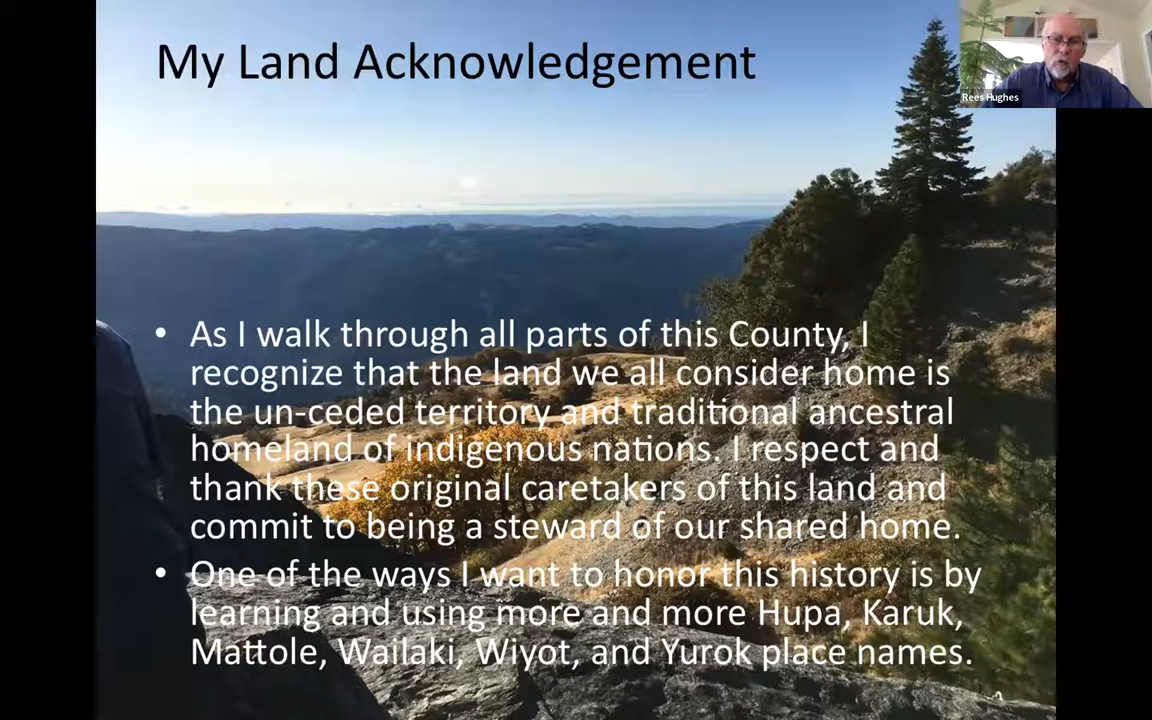 My Land Acknowledgement
Rees Hughes
• As I walk through all parts of this County, I
recognize that the land we all consider home is
the un-ceded territory and traditional ancestral
homeland of indigenous nations. I respect and
thank these original caretakers of this land and
commit to being a steward of our shared home.
• One of the ways I want to honor this history is by
learning and using more and more Hupa, Karuk,
Mattole, Wailaki, Wiyot, and Yurok place names.